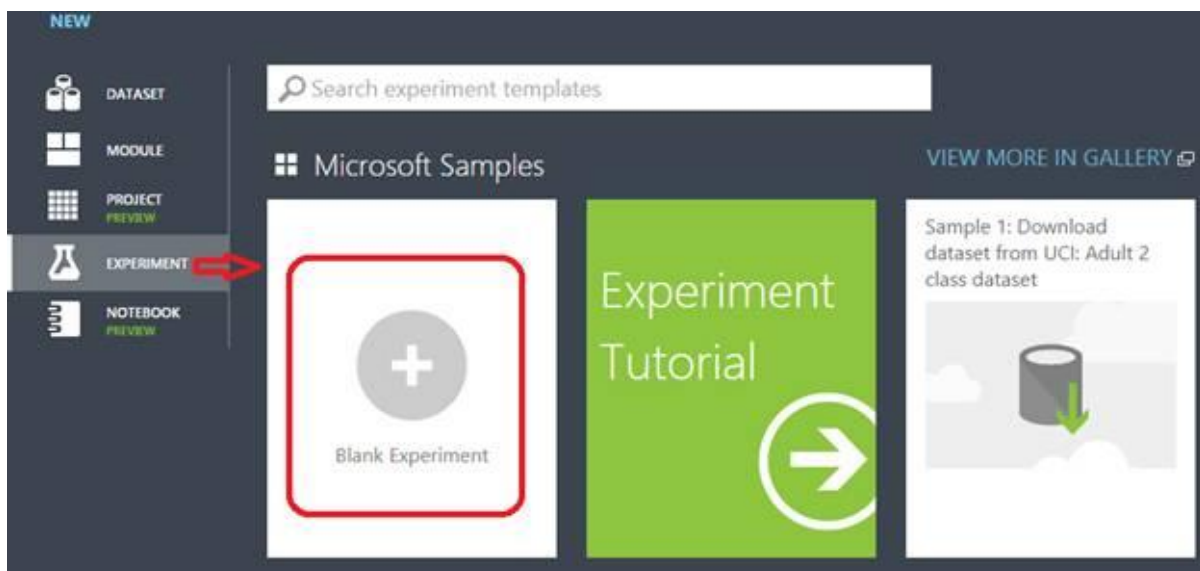 NEW
DATASET
MODULE
PROJECT
PREVIEW
EXPERIMENT
NOTEBOOK
PREVIEW
Search experiment templates
Microsoft Samples
VIEW MORE IN GALLERY
Blank Experiment
Experiment
Tutorial
Sample 1: Download
dataset from UCI: Adult 2
class dataset